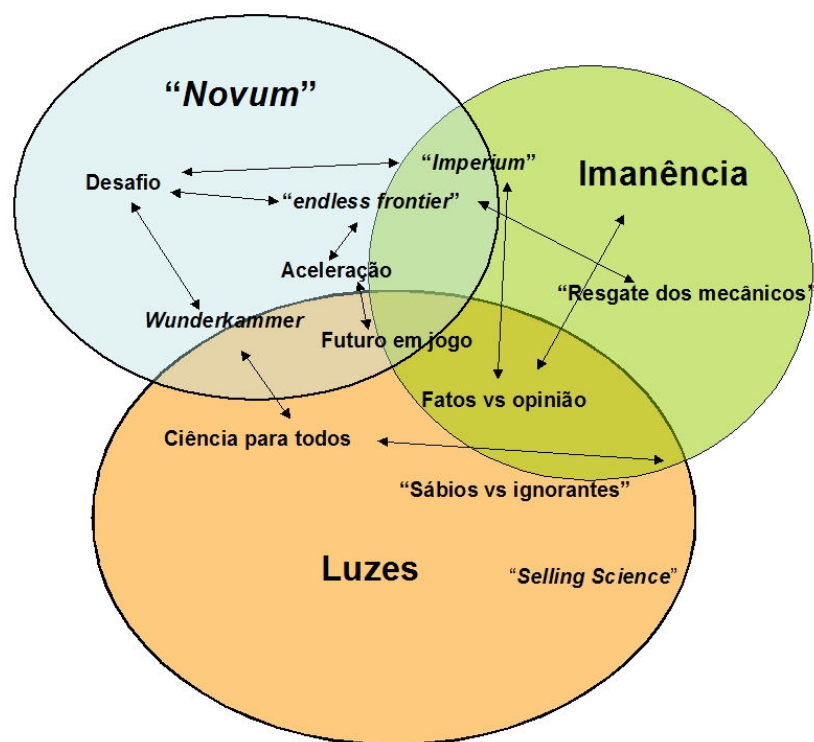 “Novum”
“Imperium”
Imanência
Desafio
“endless frontier”
Aceleração
“Resgate dos mecânicos”
Wunderkammer
Futuro em jogo
Fatos vs opinião
Ciência para todos
“Sábios vs ignorantes”
Luzes
“Selling Science”